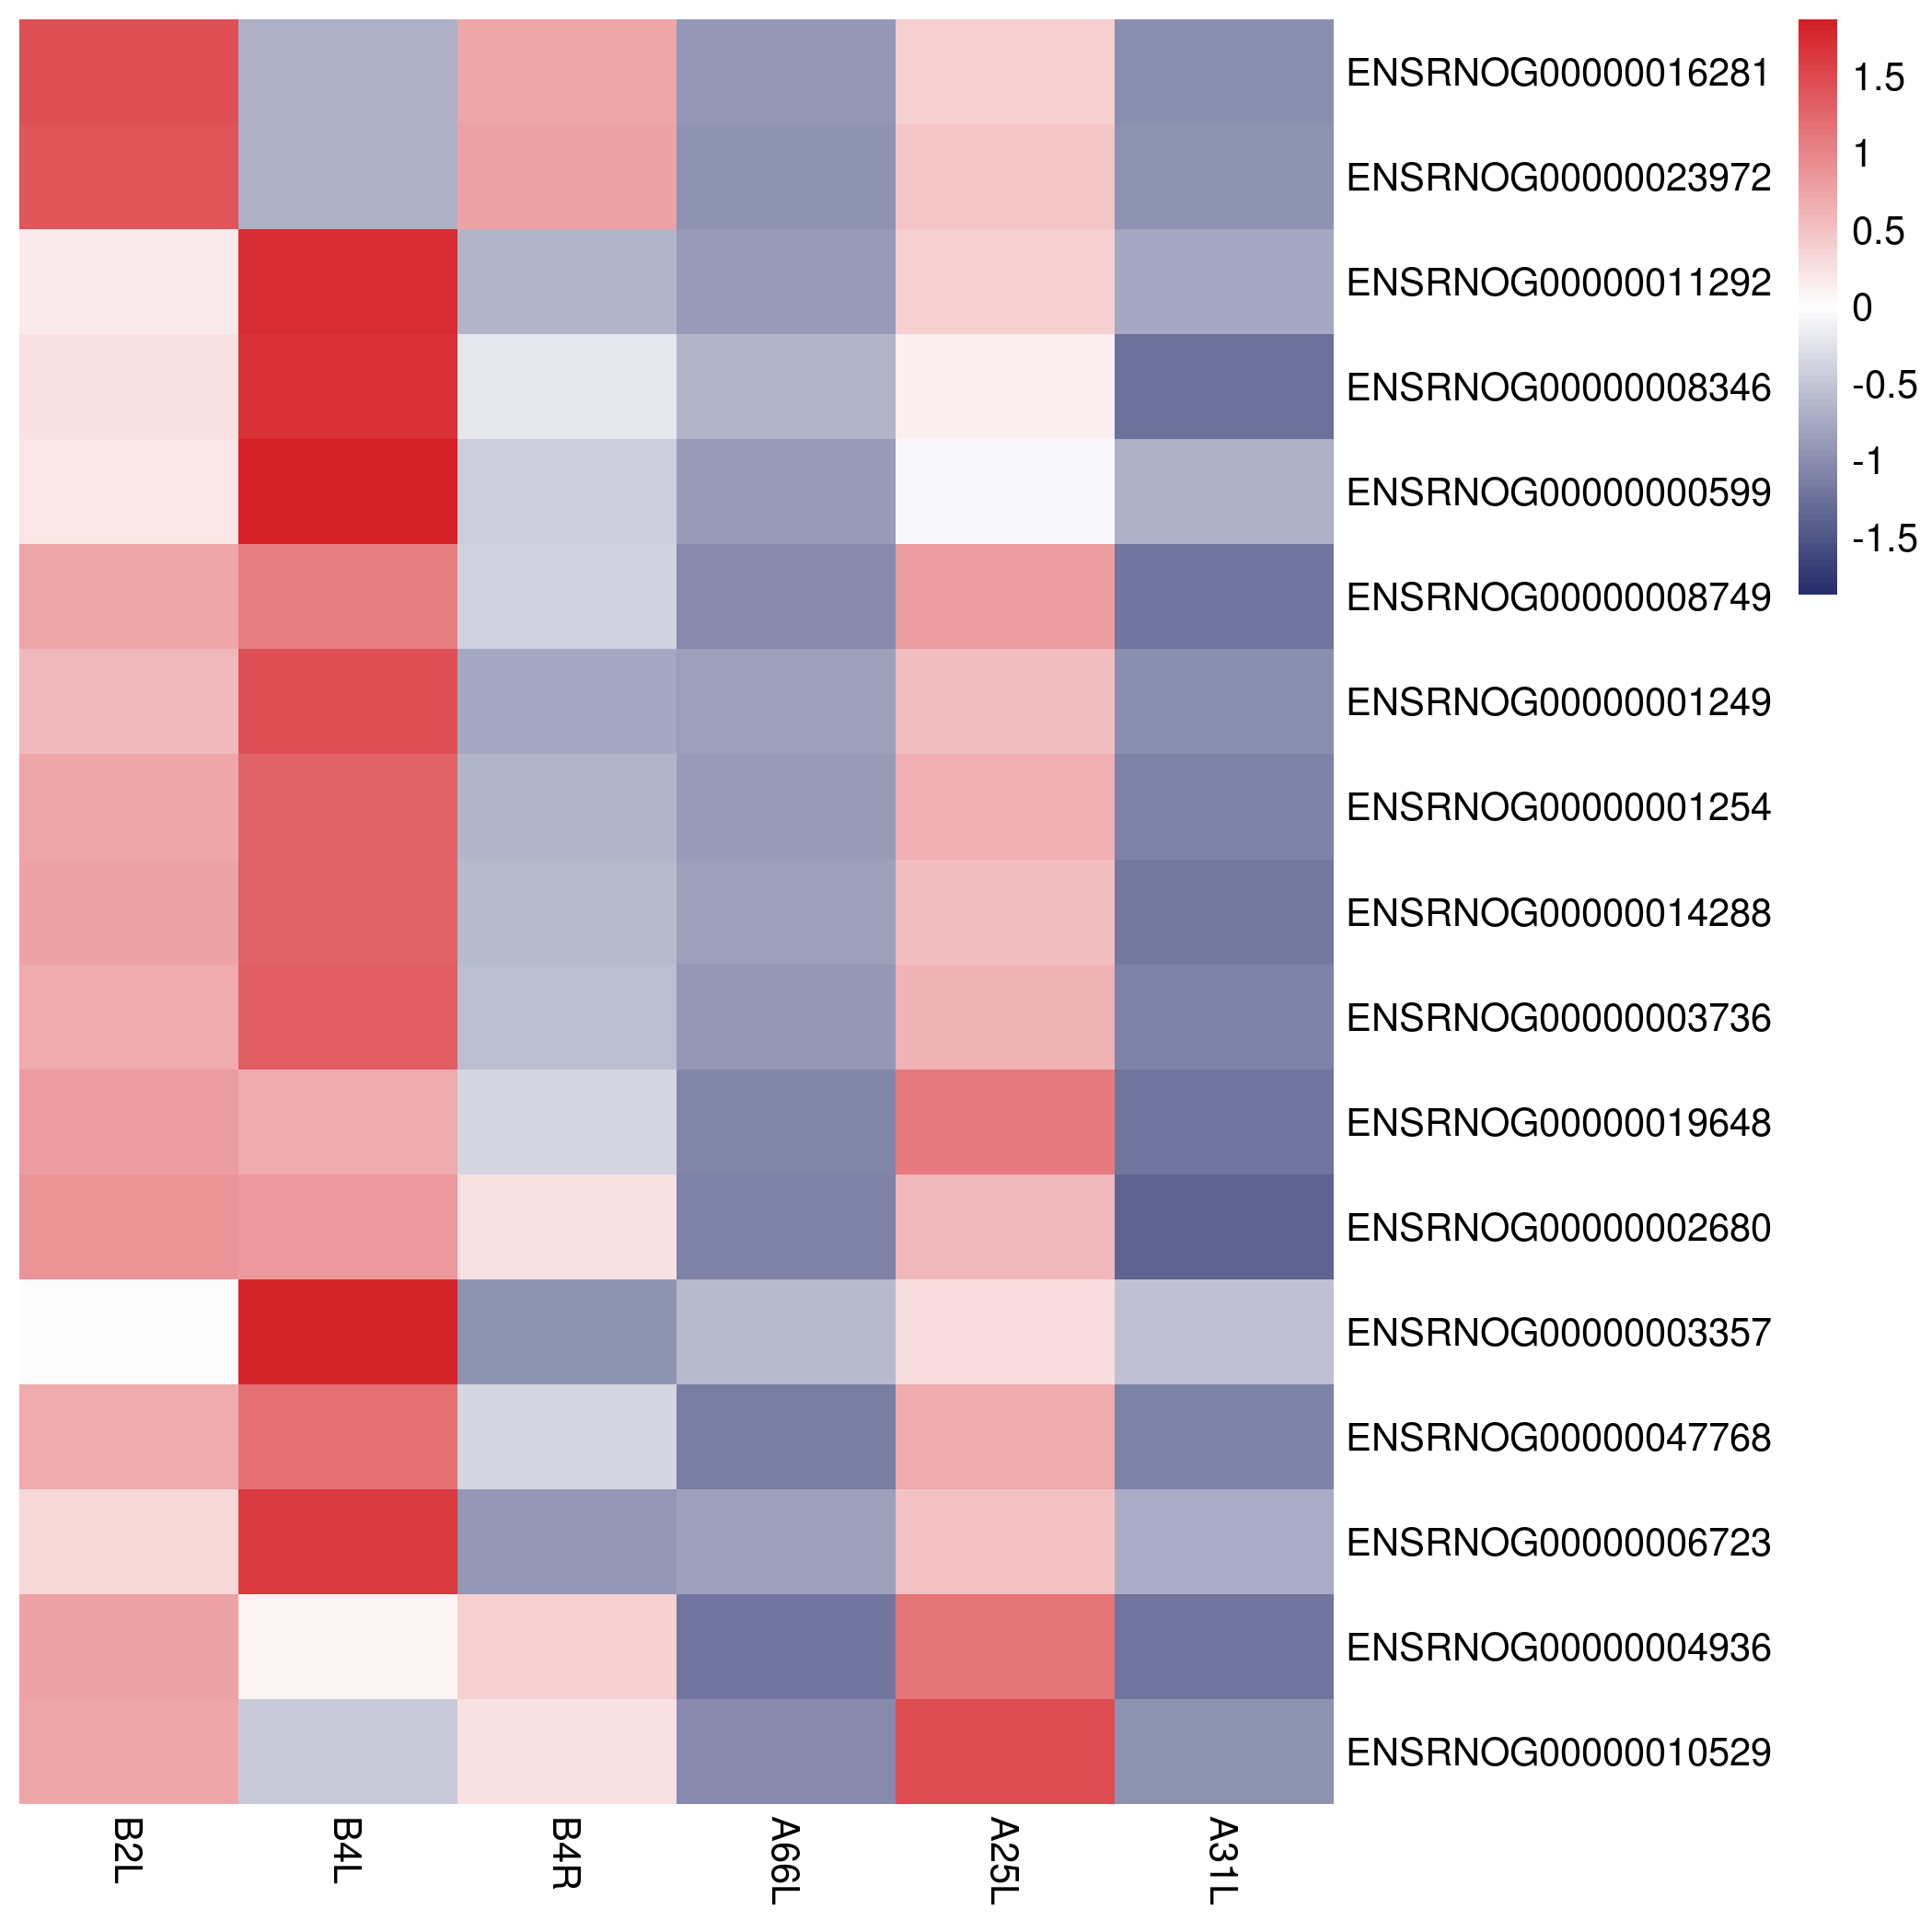 ENSRNOG00000016281
ENSRNOG00000023972
ENSRNOG00000011292
ENSRNOG00000008346
ENSRNOG00000000599
ENSRNOG00000008749
ENSRNOG00000001249
ENSRNOG00000001254
ENSRNOG00000014288
ENSRNOG00000003736
ENSRNOG00000019648
ENSRNOG00000002680
ENSRNOG00000003357
ENSRNOG00000047768
ENSRNOG00000006723
ENSRNOG00000004936
ENSRNOG00000010529
1.5
1
0.5
0
-0.5
-1
-1.5
B2L
B4L
B4R
A66L
A25L
A31L